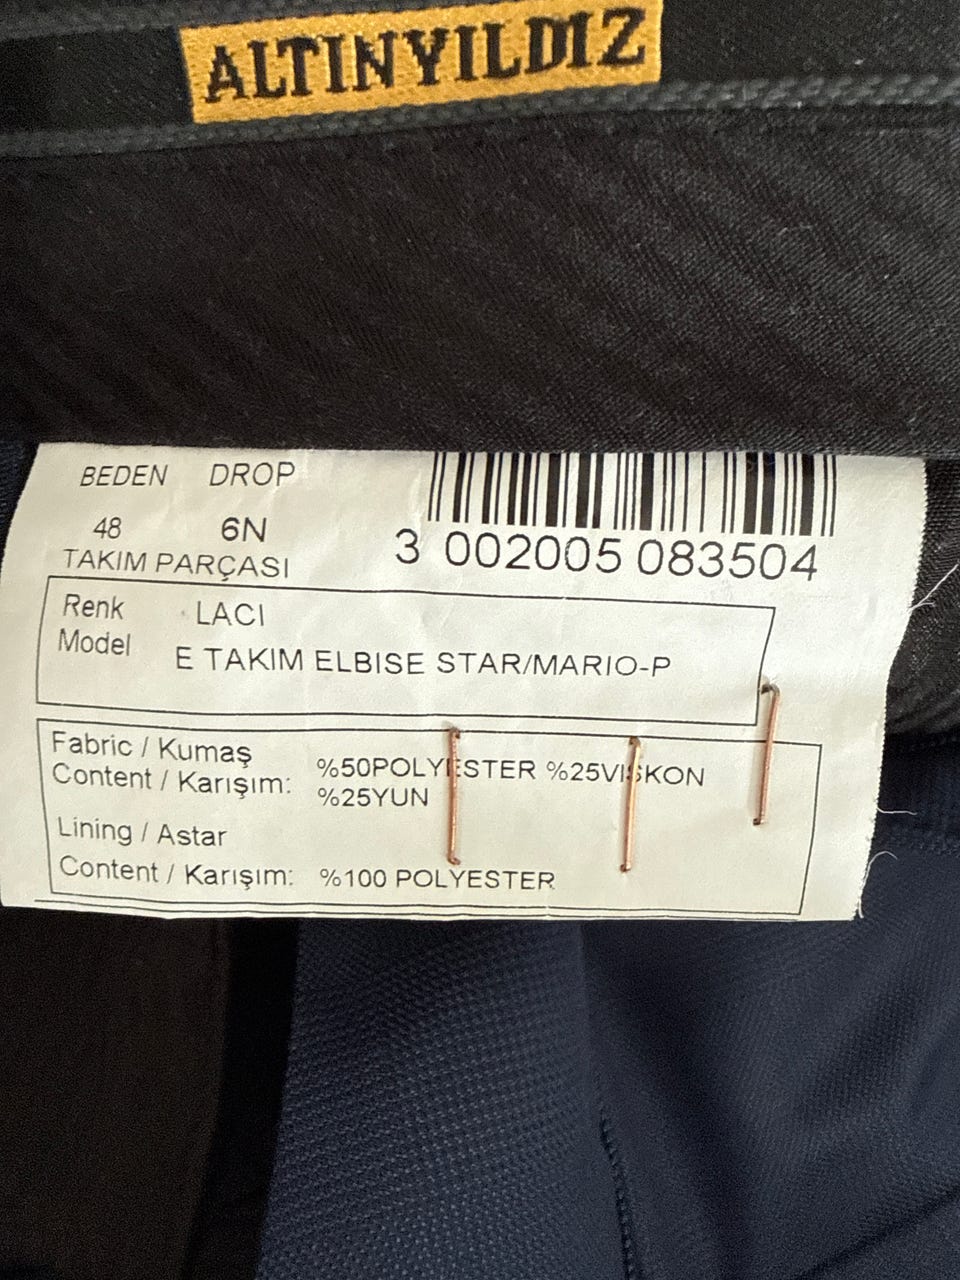 ALTINYILDIZ
BEDEN DROP
48 6N
TAKIM PARÇASI
3 002005 083504
Renk LACI
Model E TAKIM ELBISE STAR/MARIO-P
Fabric / Kumaş
Content / Karışım: %50POLYESTER %25VISKON
%25YUN
Lining / Astar
Content / Karışım: %100 POLYESTER